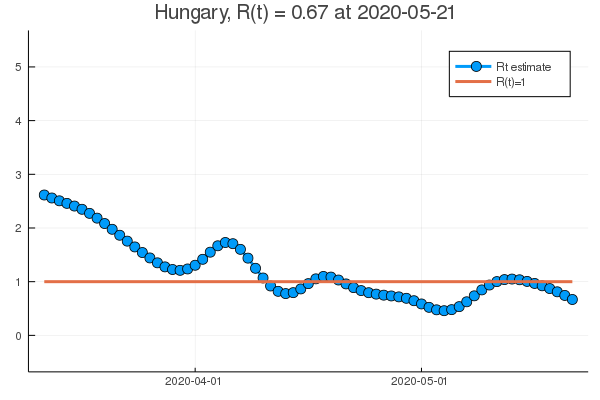 Hungary, R(t) = 0.67 at 2020-05-21
5
Rt estimate
R(t)=1
4
3
2
1
0
2020-04-01
2020-05-01